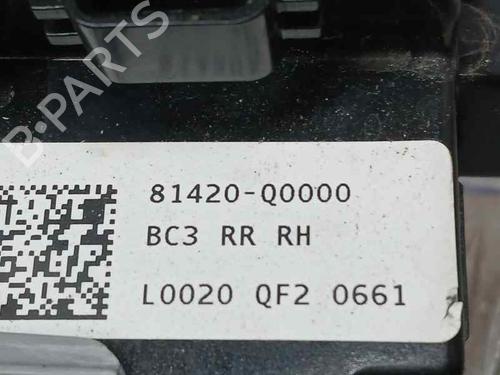 B-PARTS
81420-Q0000
BC3 RR RH
L0020 QF2 0661